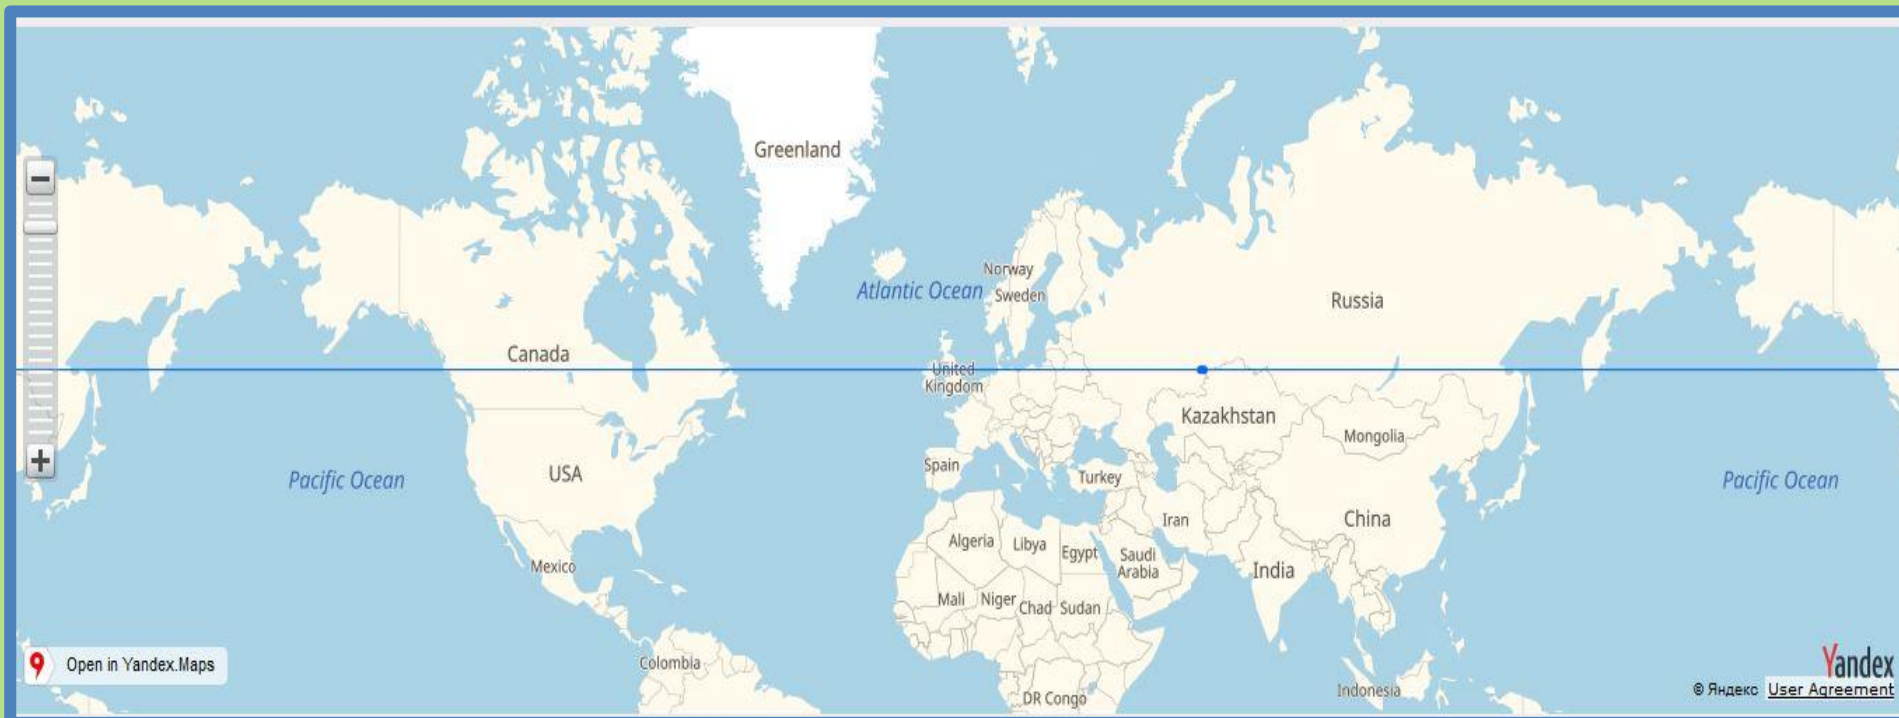 Greenland
Norway
Atlantic Ocean
Sweden
Russia
Canada
United
Kingdom
Kazakhstan
Mongolia
Spain
USA
Turkey
Pacific Ocean
Pacific Ocean
China
Iran
Algeria
Libya
Egypt
Saudi
Arabia
Mexico
India
Mali
Niger
Chad
Sudan
Open in Yandex.Maps
Colombia
DR Congo
Indonesia
Yandex
© Яндекс User Agreement